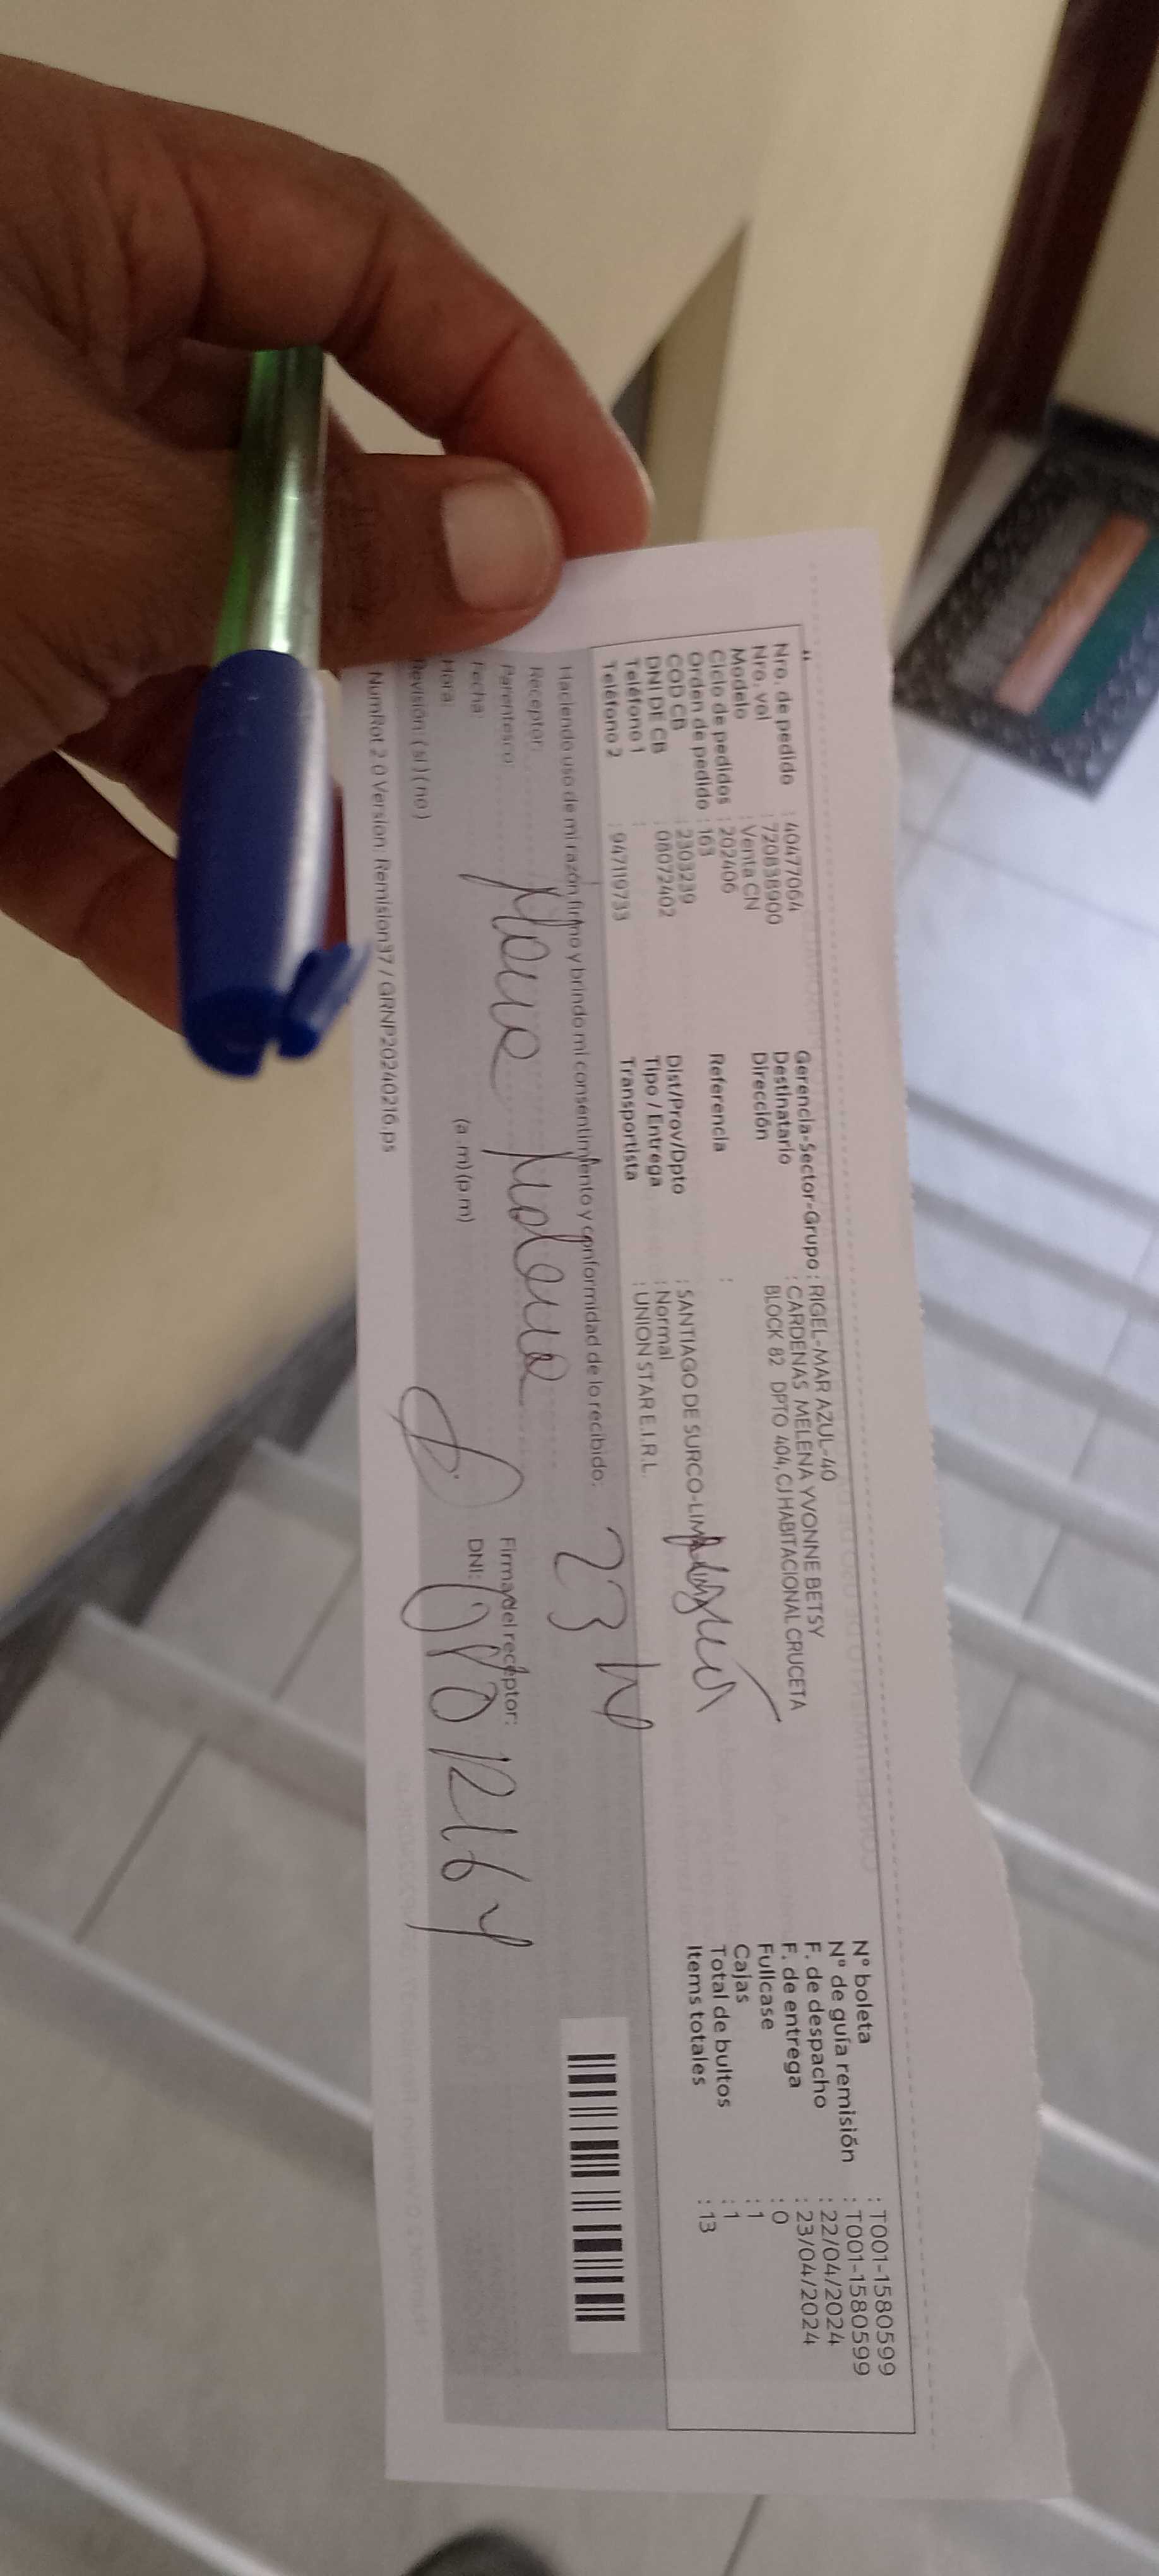 Nro. de pedido : 40477064
Nro. vol : 720838900
Modelo : Venta CN
Ciclo de pedidos : 202406
Orden de pedido : 163
COD CB : 2303239
DNI DE CB : 08072402
Teléfono 1 :
Teléfono 2 : 947119733
Gerencia-Sector-Grupo : RIGEL-MAR AZUL-40
Destinatario : CARDENAS MELENA YVONNE BETSY
Dirección BLOCK 82 DPTO 404, CJ HABITACIONAL CRUCETA
Referencia :
Dist/Prov/Dpto : SANTIAGO DE SURCO-LIMA
Tipo / Entrega : Normal
Transportista : UNION STAR E.I.R.L.
N° boleta : T001-1580599
N° de guía remisión : T001-1580599
F. de despacho : 22/04/2024
F. de entrega : 23/04/2024
Fullcase : 0
Cajas : 1
Total de bultos : 1
Items totales : 13
Haciendo uso de mi razón firmo y brindo mi consentimiento y conformidad de lo recibido:
23
Receptor:
Parentesco:
Firma del receptor:
Fecha:
DNI:
Hora: (a.m) (p.m)
Revisión: (si) (no)
NumRot 2.0 Version: Remision37 / GRNP20240216.ps